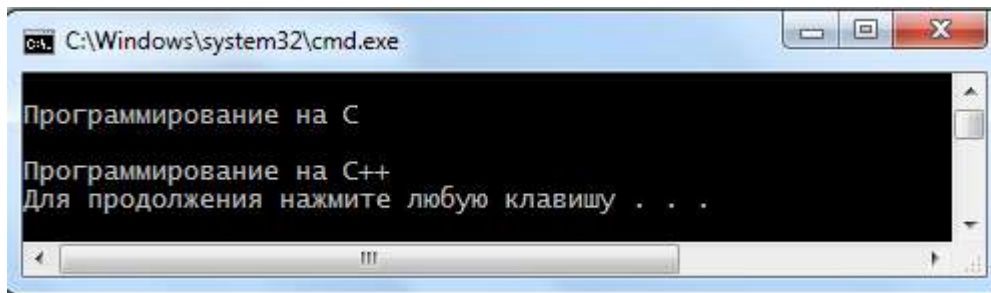 C:\Windows\system32\cmd.exe
Программирование на C
Программирование на C++
Для продолжения нажмите любую клавишу . . .